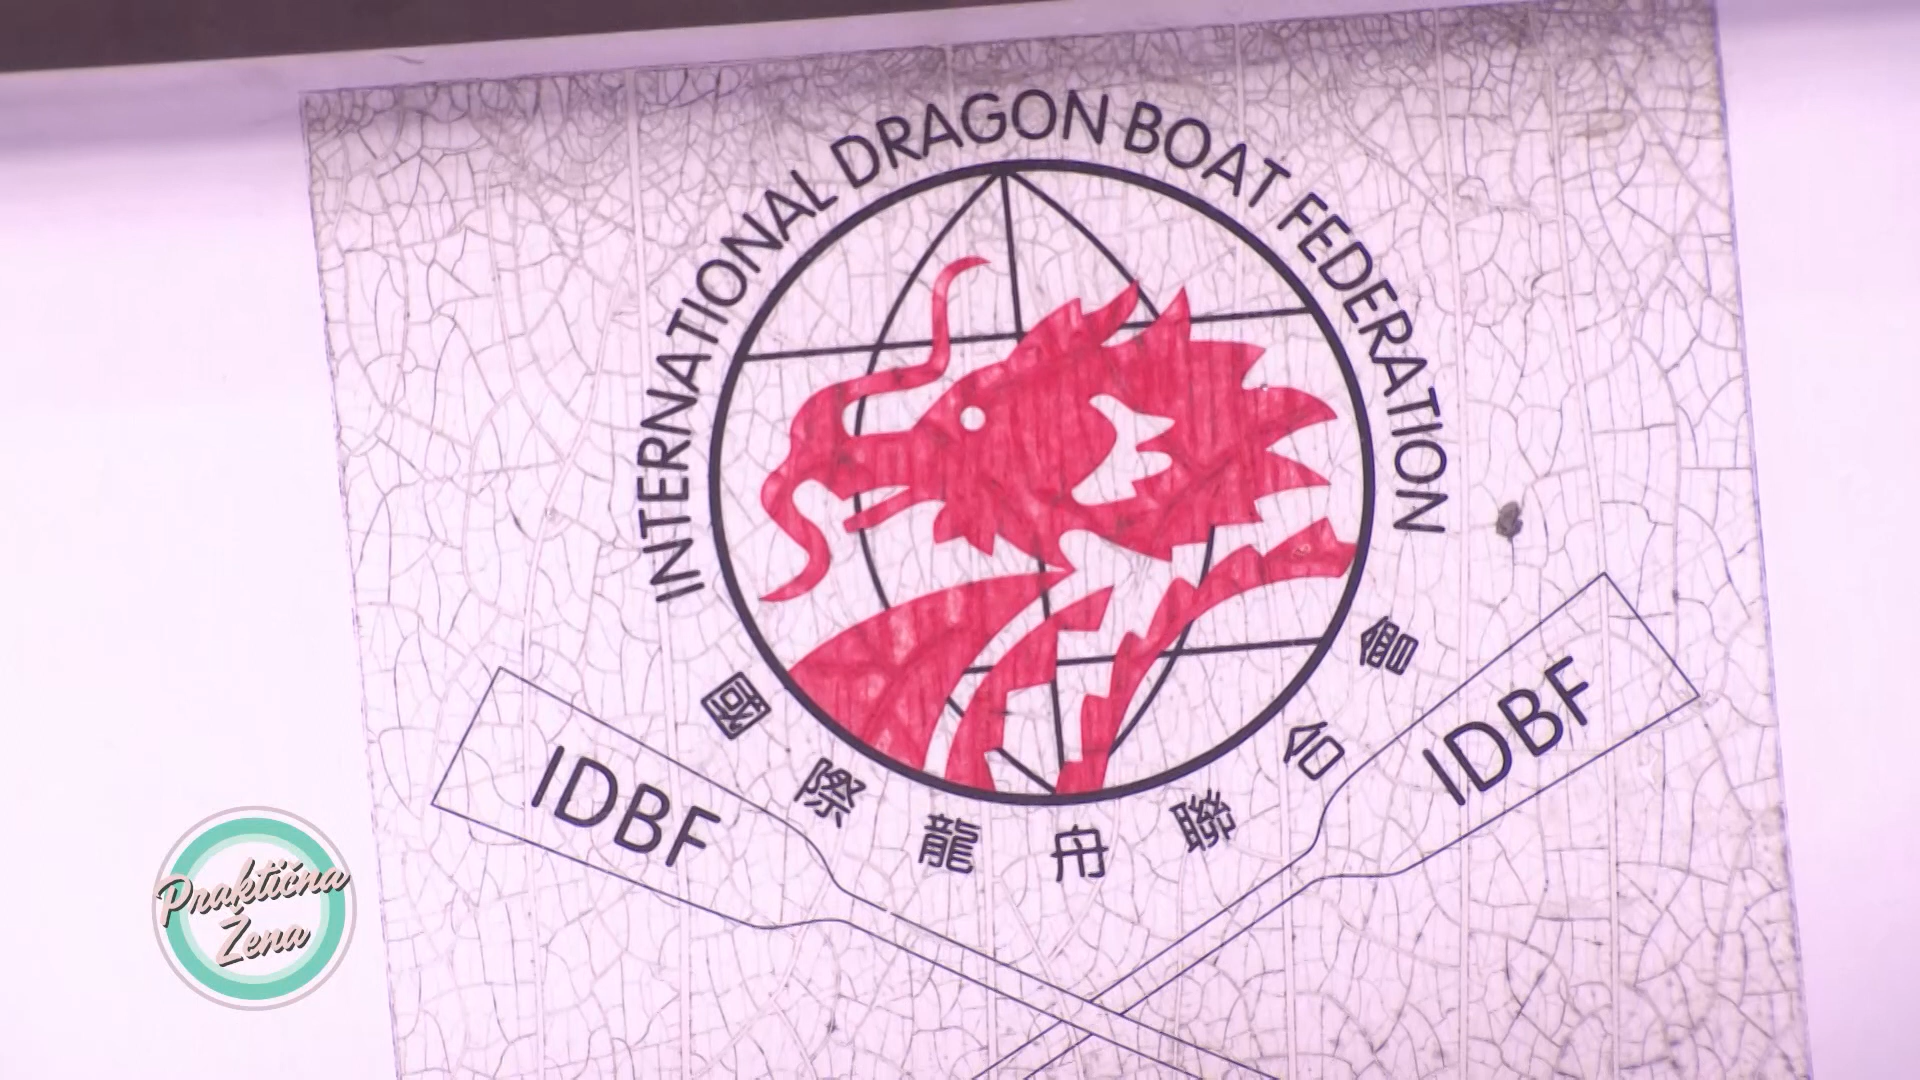 INTERNATIONAL DRAGON BOAT FEDERATION
國際龍舟聯合會
IDBF
IDBF
Praktična
Žena